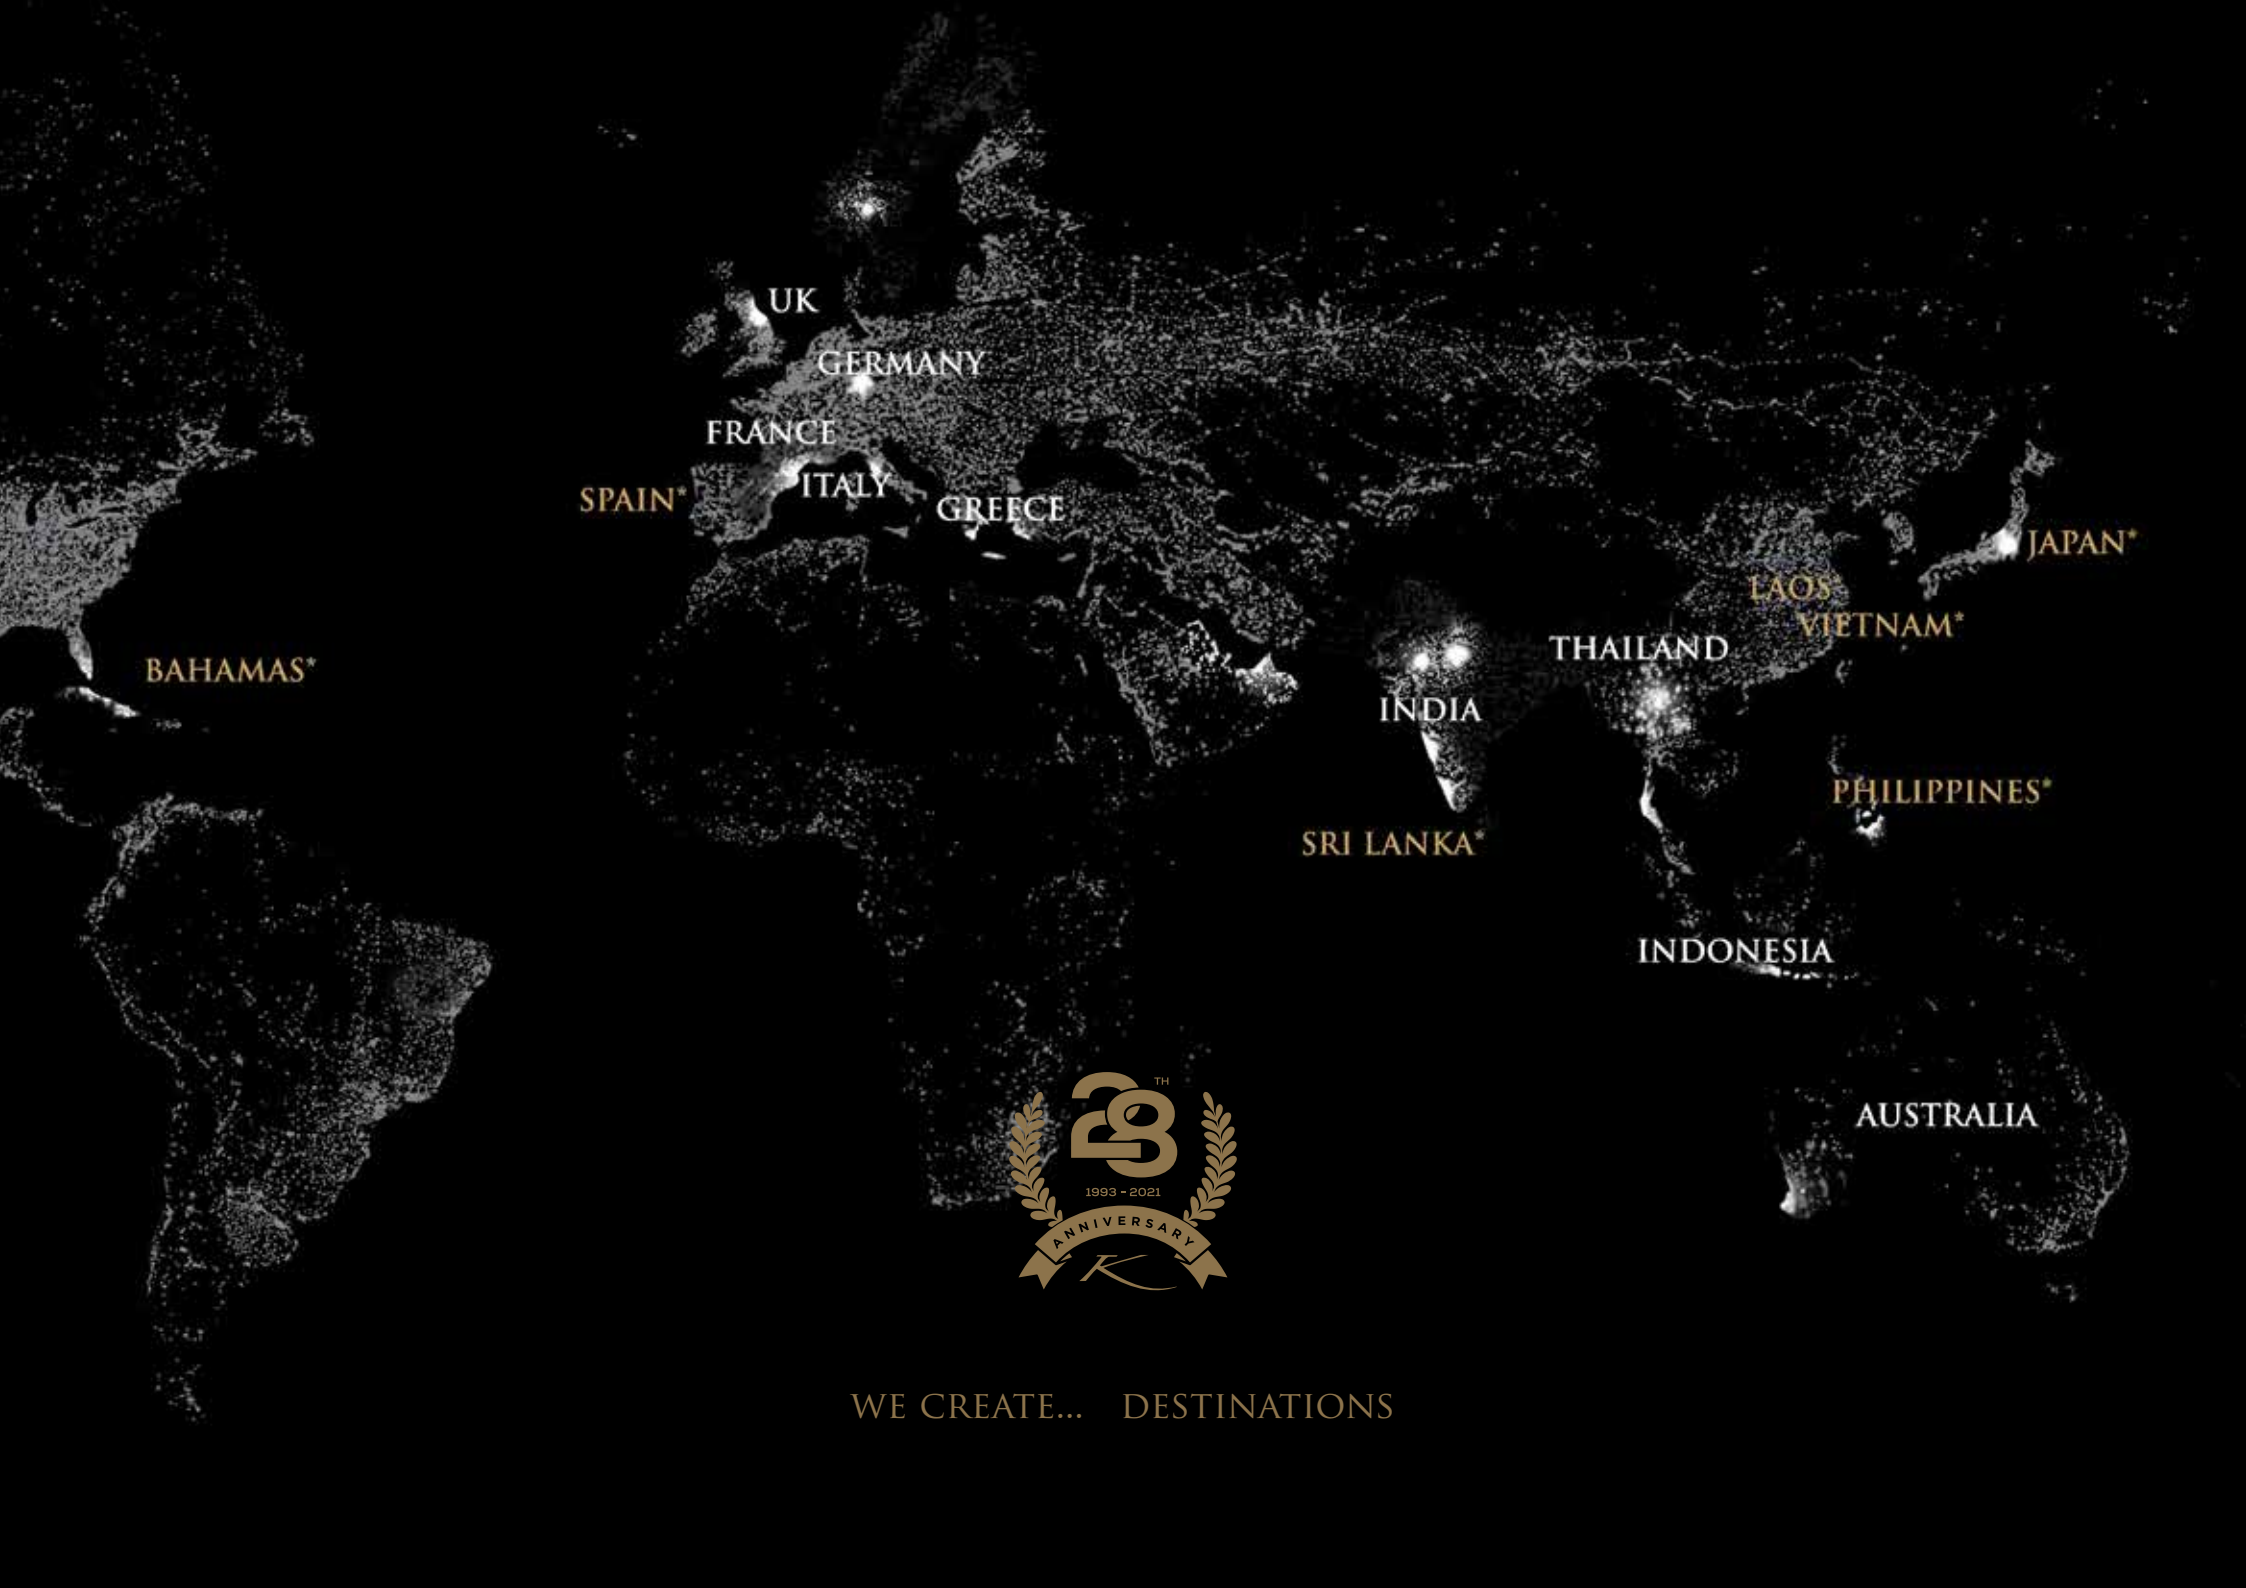 UK
GERMANY
FRANCE
ITALY
SPAIN*
GREECE
JAPAN*
LAOS*
VIETNAM*
THAILAND
BAHAMAS*
INDIA
PHILIPPINES*
SRI LANKA*
INDONESIA
AUSTRALIA
28TH
1993 - 2021
ANNIVERSARY
K
WE CREATE... DESTINATIONS